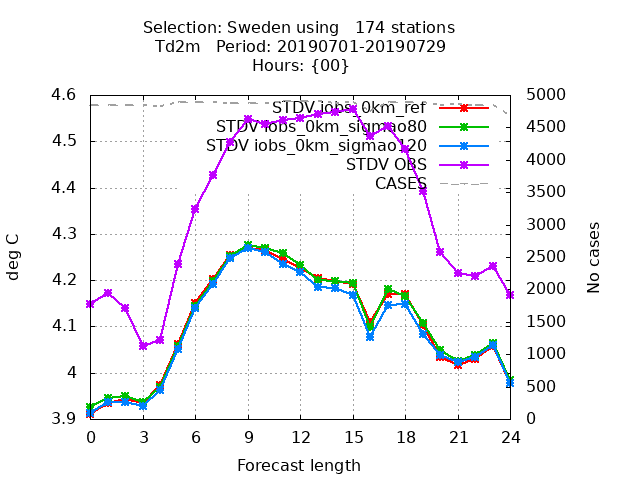 Selection: Sweden using 174 stations
Td2m Period: 20190701-20190729
Hours: {00}
4.6
4.5
4.4
4.3
4.2
4.1
4
3.9
deg C
STDV iobs_0km_ref
STDV iobs_0km_sigmao80
STDV iobs_0km_sigmao120
STDV OBS
CASES
5000
4500
4000
3500
3000
2500
2000
1500
1000
500
0
No cases
0 3 6 9 12 15 18 21 24
Forecast length